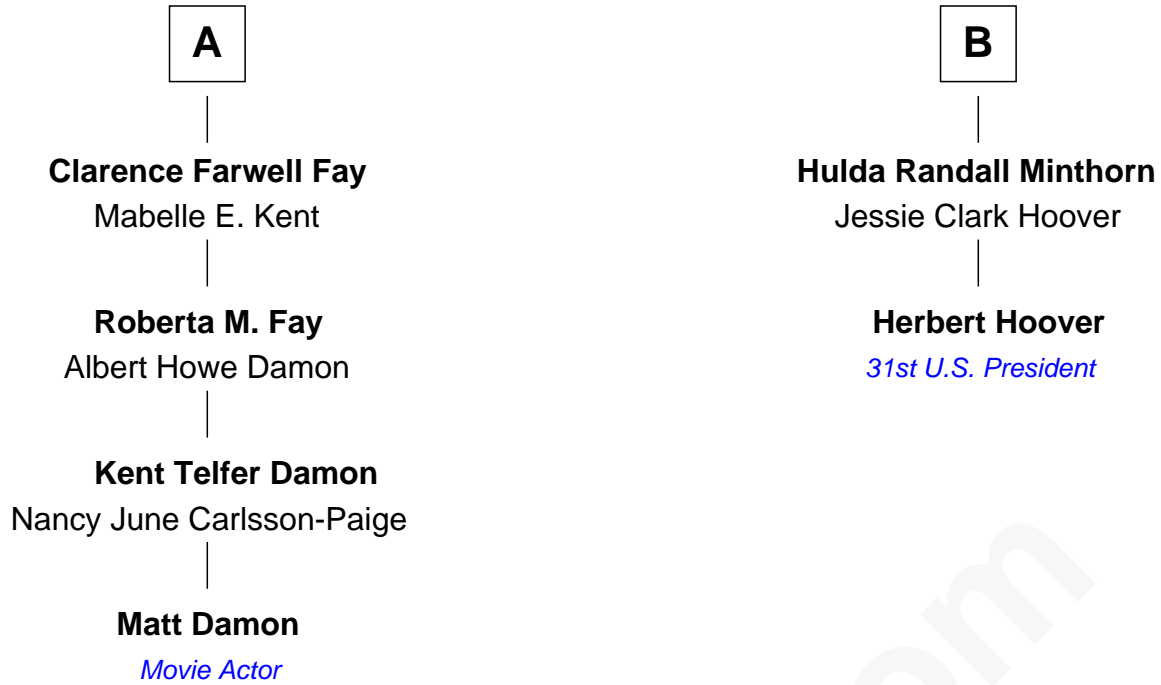 A
Clarence Farwell Fay
Mabelle E. Kent
Roberta M. Fay
Albert Howe Damon
Kent Telfer Damon
Nancy June Carlsson-Paige
Matt Damon
Movie Actor
B
Hulda Randall Minthorn
Jessie Clark Hoover
Herbert Hoover
31st U.S. President
om